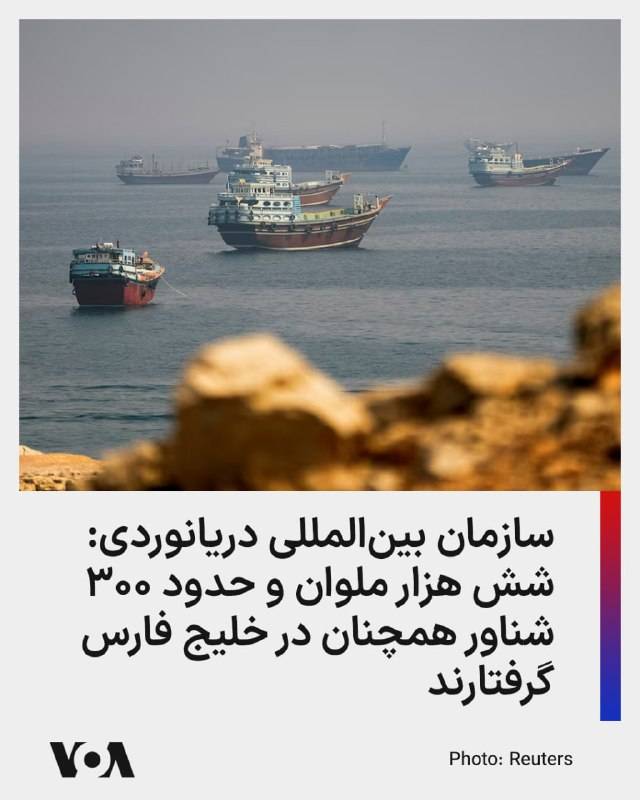 سازمان بین‌المللی دریانوردی:
شش هزار ملوان و حدود ۳۰۰
شناور همچنان در خلیج فارس
گرفتارند
VOA
Photo: Reuters